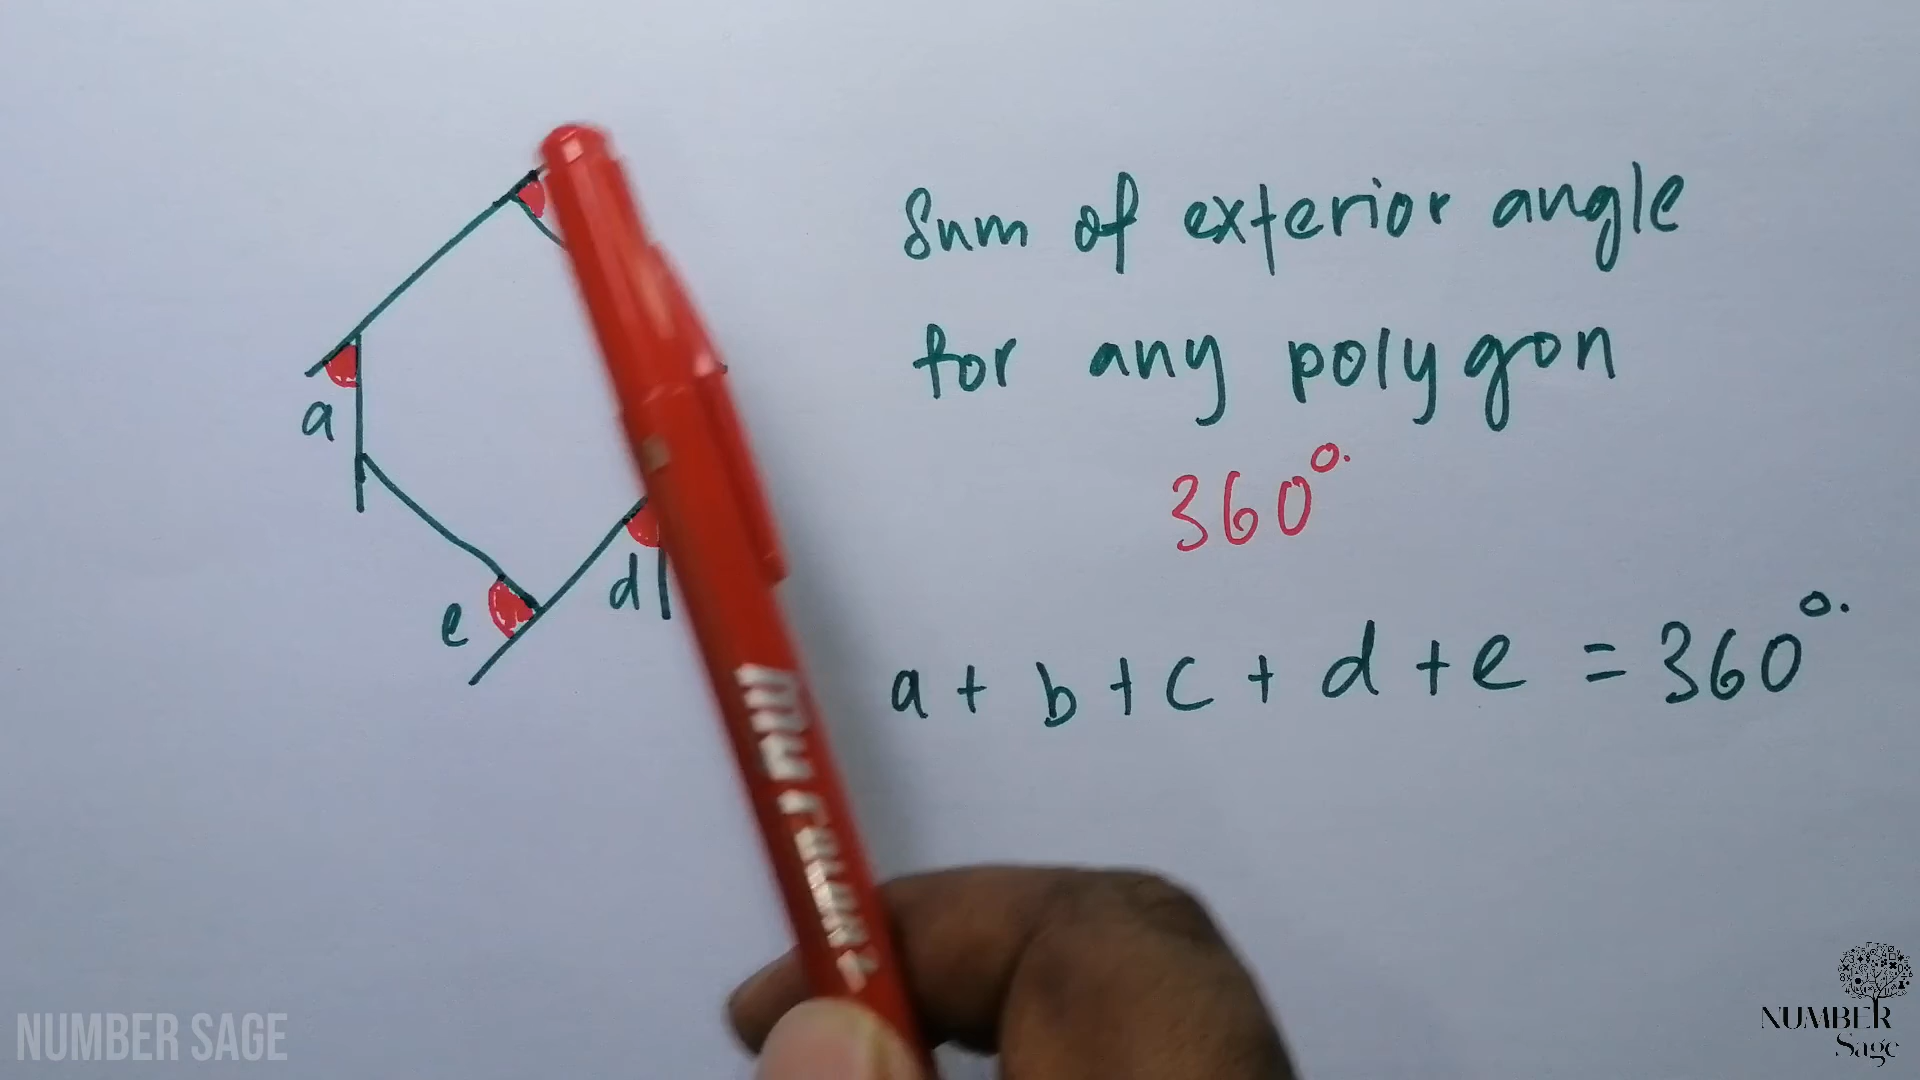 Sum of exterior angle
for any polygon
360°.
a
e
d
a + b + c + d + e = 360°.
NUMBER SAGE
NUMBER
Sage